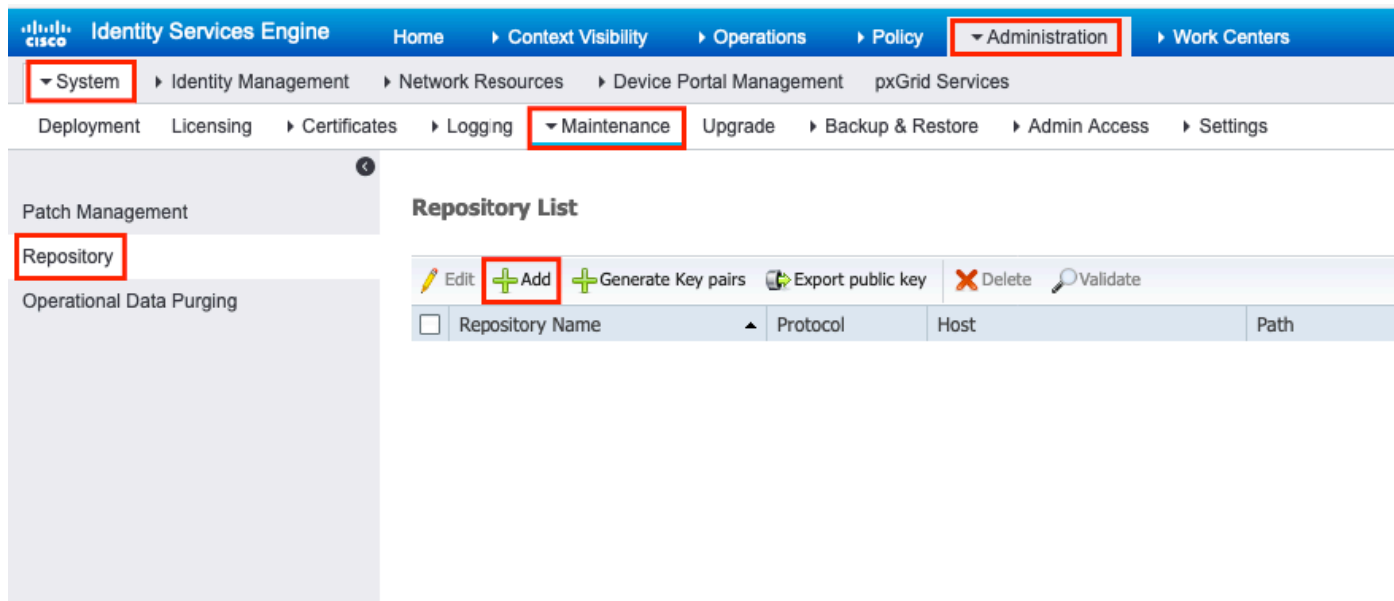 CISCO Identity Services Engine Home Context Visibility Operations Policy Administration Work Centers
System Identity Management Network Resources Device Portal Management pxGrid Services
Deployment Licensing Certificates Logging Maintenance Upgrade Backup & Restore Admin Access Settings
Patch Management
Repository
Operational Data Purging
Repository List
Edit Add Generate Key pairs Export public key Delete Validate
Repository Name Protocol Host Path